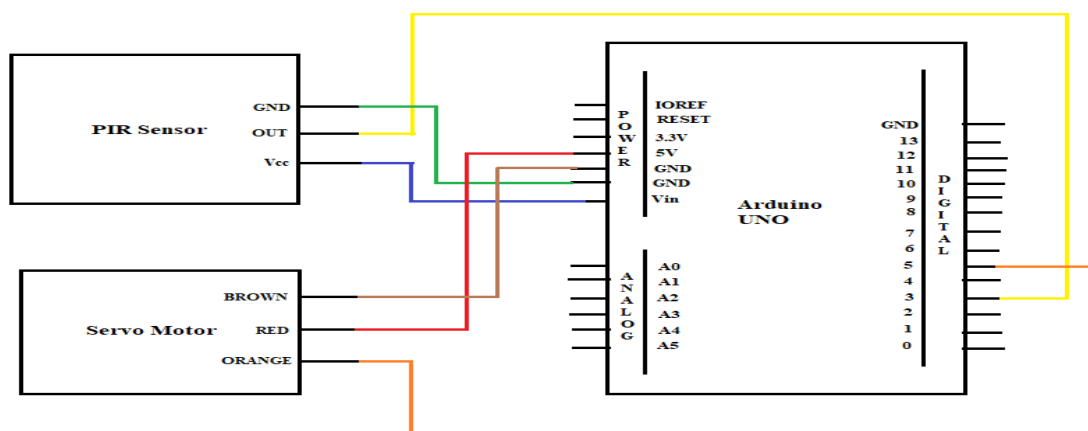 PIR Sensor
GND
OUT
Vcc
Servo Motor
BROWN
RED
ORANGE
POWER
IOREF
RESET
3.3V
5V
GND
GND
Vin
ANALOG
A0
A1
A2
A3
A4
A5
Arduino
UNO
GND
13
12
11
10
9
8
7
6
5
4
3
2
1
0
DIGITAL